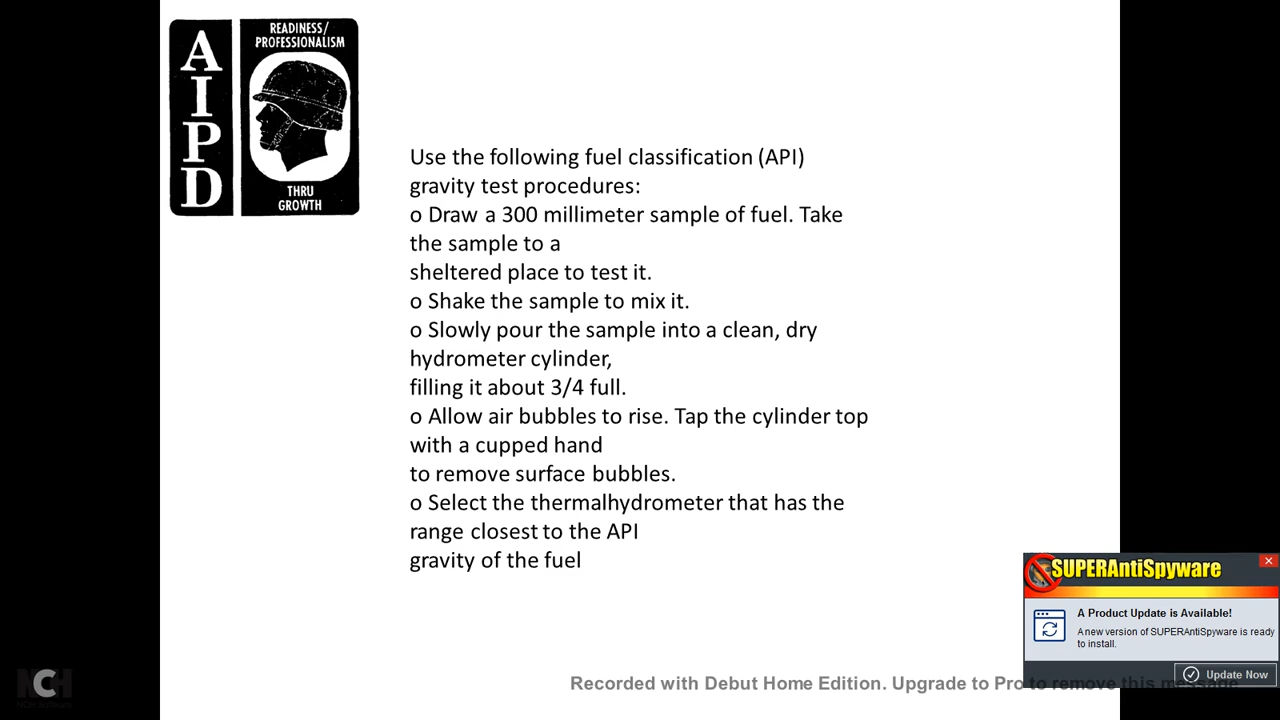 READINESS/
PROFESSIONALISM
AIPD
THRU
GROWTH
Use the following fuel classification (API)
gravity test procedures:
o Draw a 300 millimeter sample of fuel. Take
the sample to a
sheltered place to test it.
o Shake the sample to mix it.
o Slowly pour the sample into a clean, dry
hydrometer cylinder,
filling it about 3/4 full.
o Allow air bubbles to rise. Tap the cylinder top
with a cupped hand
to remove surface bubbles.
o Select the thermalhydrometer that has the
range closest to the API
gravity of the fuel
SUPERAntiSpyware
A Product Update is Available!
A new version of SUPERAntiSpyware is ready
to install.
Update Now
NCH
NCH Software
Recorded with Debut Home Edition. Upgrade to Pro to remove this message